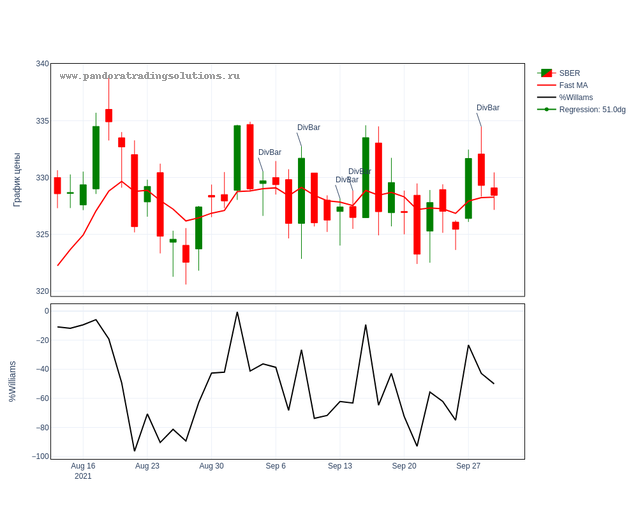 www.pandoratradingsolutions.ru
340
335
330
325
320
График цены
DivBar
DivBar
DivBar
DivBar
DivBar
SBER
Fast MA
%Willams
Regression: 51.0dg
0
−20
−40
−60
−80
−100
%Williams
Aug 16
2021
Aug 23
Aug 30
Sep 6
Sep 13
Sep 20
Sep 27